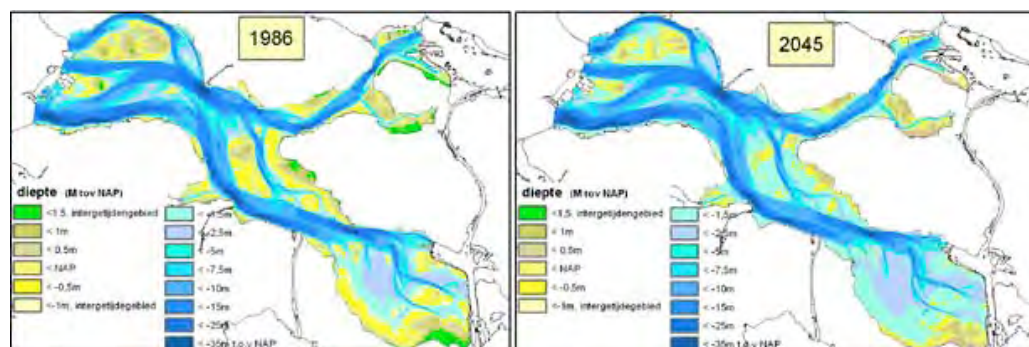 1986
diepte (M tov NAP)
<1.5, intergetijdengebied
< 1m
< 0.5m
< NAP
< -0,5m
<-1m, intergetijdegebied
< -1,5m
< -2,5m
< -5m
< -7,5m
< -10m
< -15m
< -25m
< -35m t.o.v NAP
2045
diepte (M tov NAP)
<1.5, intergetijdengebied
< 1m
< 0.5m
< NAP
< -0,5m
<-1m, intergetijdegebied
< -1,5m
< -5m
< -7,5m
< -10m
< -15m
< -25m
< -35m t.o.v NAP